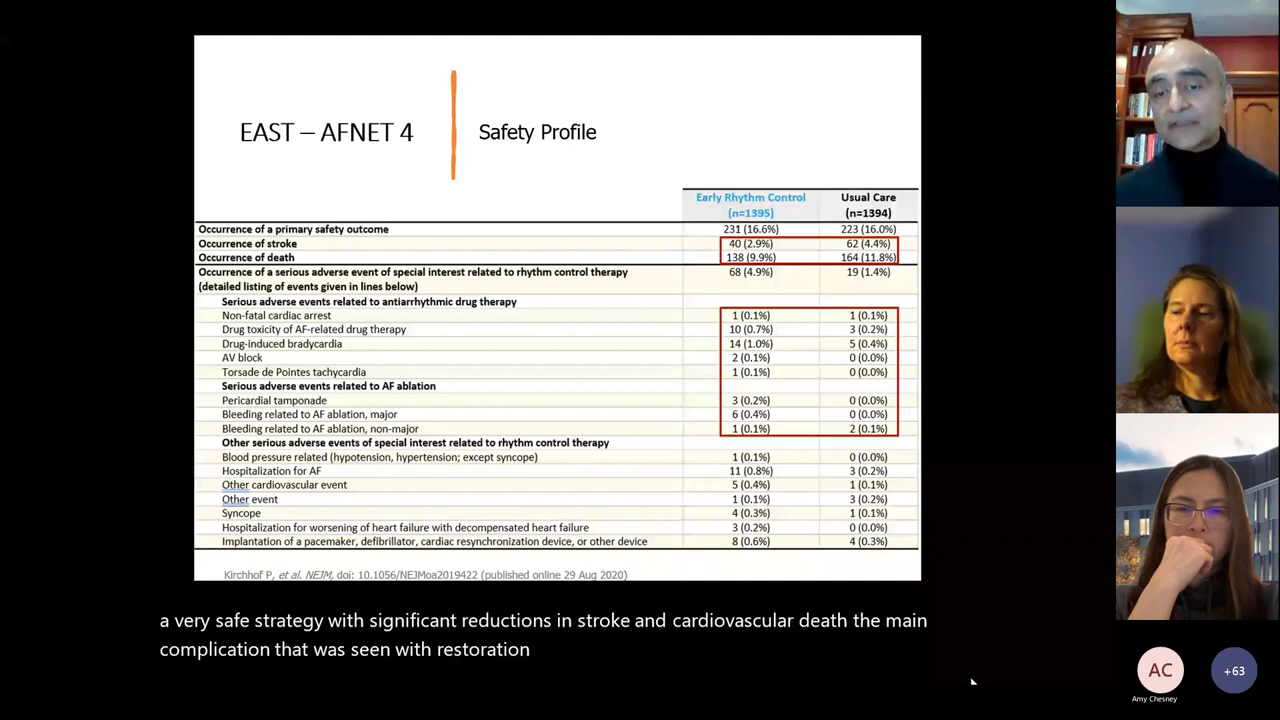 EAST – AFNET 4
Safety Profile
Early Rhythm Control Usual Care
(n=1395) (n=1394)
Occurrence of a primary safety outcome 231 (16.6%) 223 (16.0%)
Occurrence of stroke 40 (2.9%) 62 (4.4%)
Occurrence of death 138 (9.9%) 164 (11.8%)
Occurrence of a serious adverse event of special interest related to rhythm control therapy 68 (4.9%) 19 (1.4%)
(detailed listing of events given in lines below)
Serious adverse events related to antiarrhythmic drug therapy
Non-fatal cardiac arrest 1 (0.1%) 1 (0.1%)
Drug toxicity of AF-related drug therapy 10 (0.7%) 3 (0.2%)
Drug-induced bradycardia 14 (1.0%) 5 (0.4%)
AV block 2 (0.1%) 0 (0.0%)
Torsade de Pointes tachycardia 1 (0.1%) 0 (0.0%)
Serious adverse events related to AF ablation
Pericardial tamponade 3 (0.2%) 0 (0.0%)
Bleeding related to AF ablation, major 6 (0.4%) 0 (0.0%)
Bleeding related to AF ablation, non-major 1 (0.1%) 2 (0.1%)
Other serious adverse events of special interest related to rhythm control therapy
Blood pressure related (hypotension, hypertension; except syncope) 1 (0.1%) 0 (0.0%)
Hospitalization for AF 11 (0.8%) 3 (0.2%)
Other cardiovascular event 5 (0.4%) 1 (0.1%)
Other event 1 (0.1%) 3 (0.2%)
Syncope 4 (0.3%) 1 (0.1%)
Hospitalization for worsening of heart failure with decompensated heart failure 3 (0.2%) 0 (0.0%)
Implantation of a pacemaker, defibrillator, cardiac resynchronization device, or other device 8 (0.6%) 4 (0.3%)
Kirchhof P, et al. NEJM, doi: 10.1056/NEJMoa2019422 (published online 29 Aug 2020)
a very safe strategy with significant reductions in stroke and cardiovascular death the main
complication that was seen with restoration
AC
Amy Chesney
+63